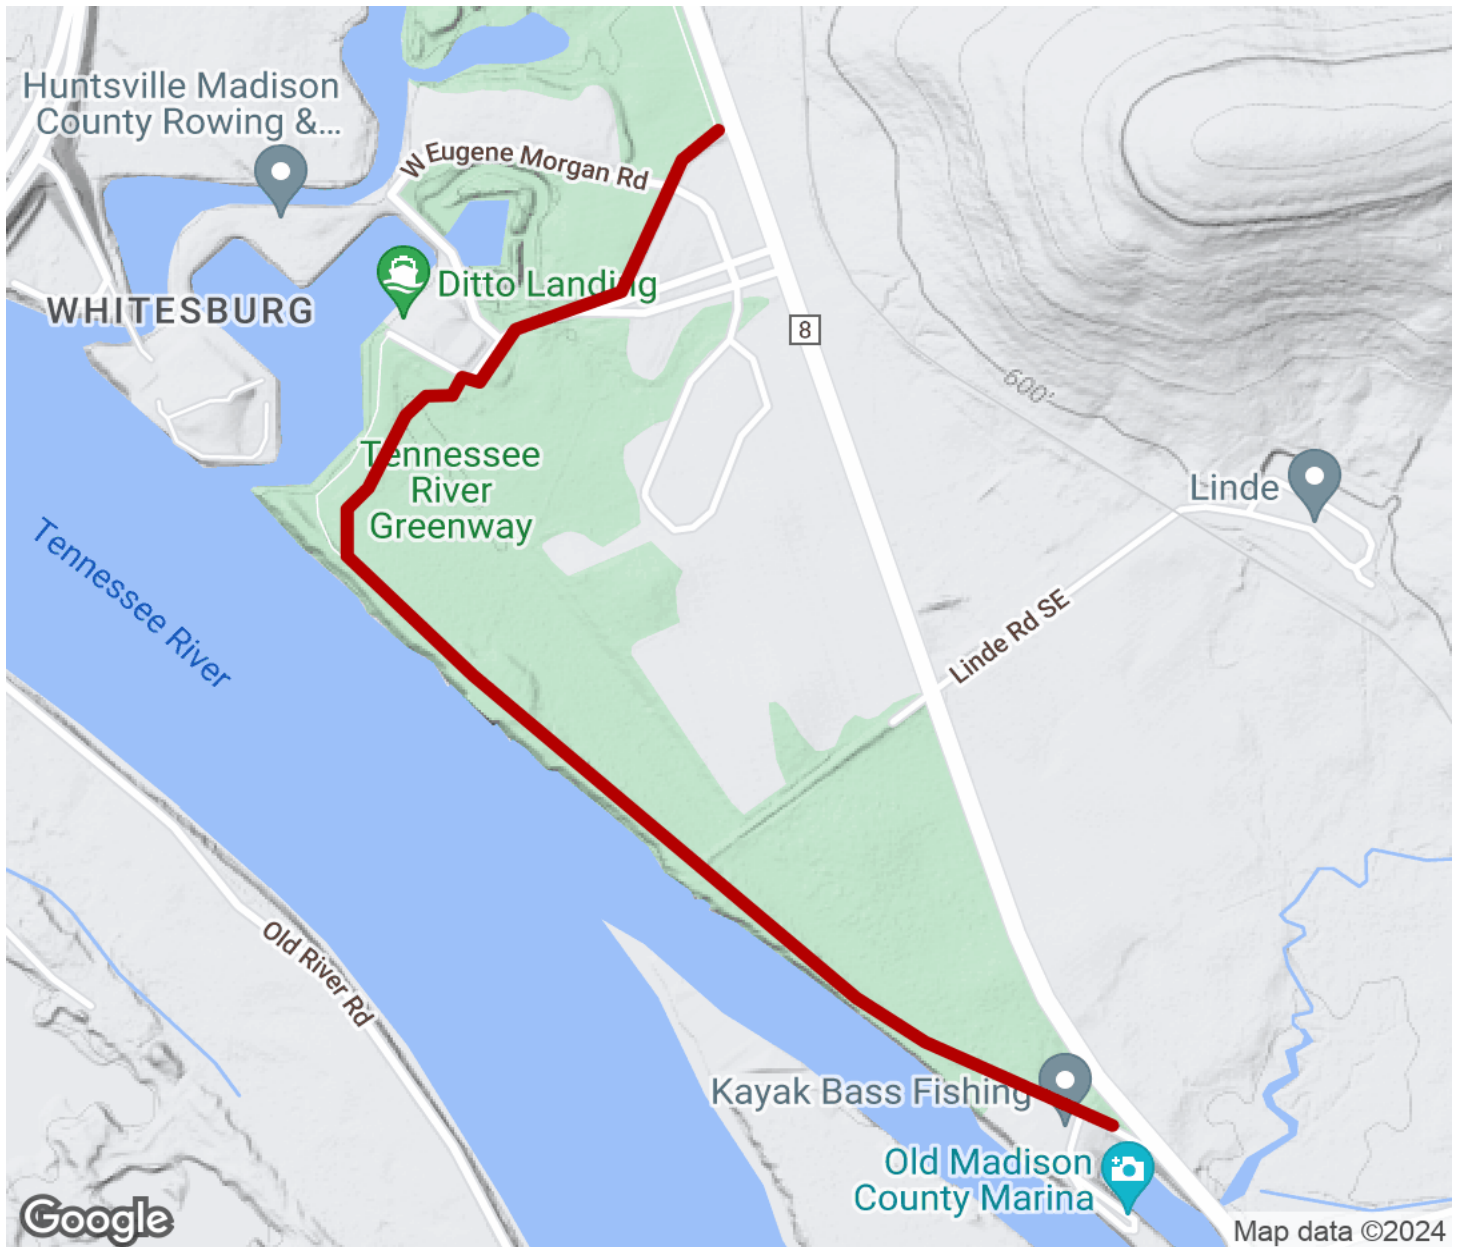 Huntsville Madison
County Rowing &...
W Eugene Morgan Rd
Ditto Landing
WHITESBURG
8
600'
Tennessee
River
Greenway
Linde
Tennessee River
Linde Rd SE
Old River Rd
Kayak Bass Fishing
Old Madison
County Marina
Google
Map data ©2024